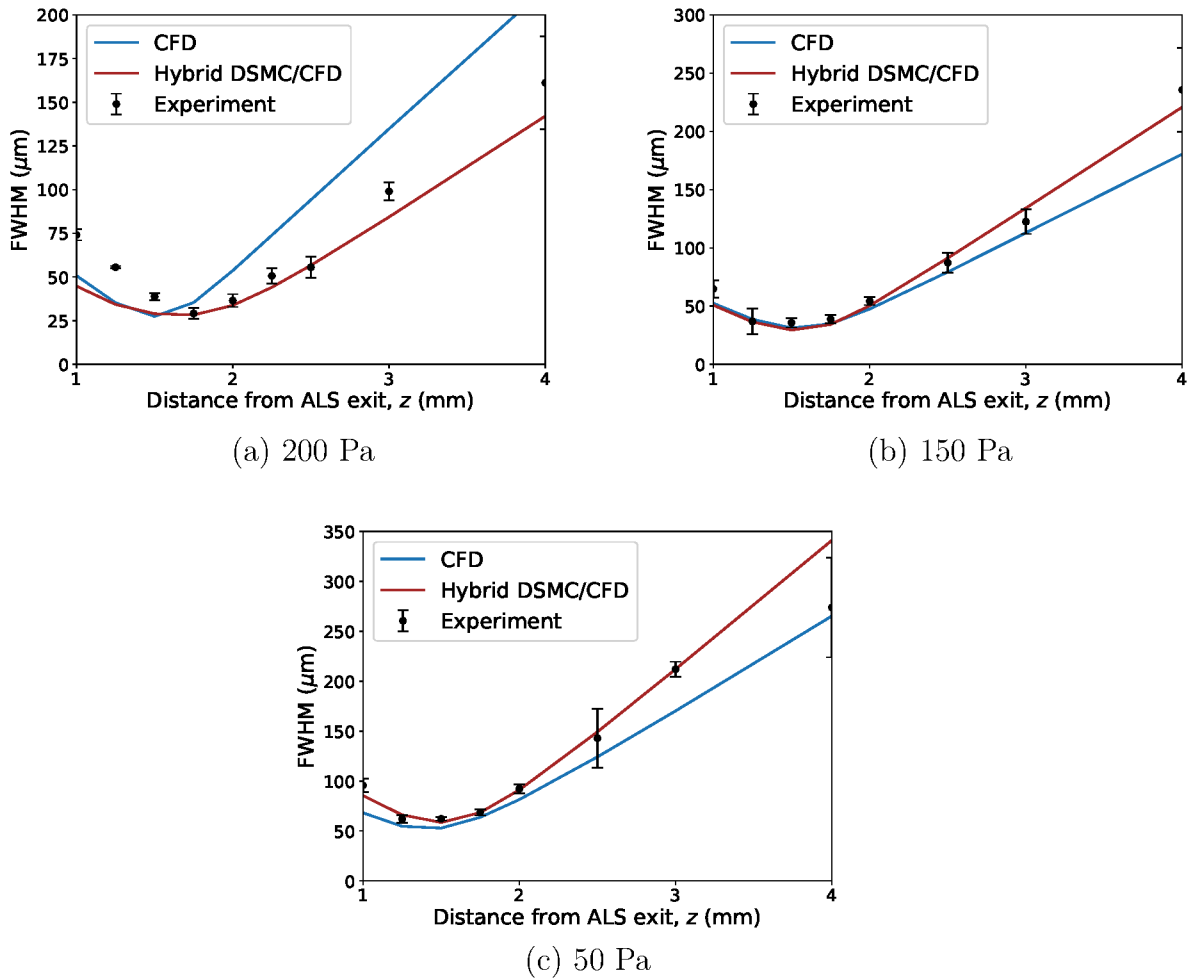 200
175
150
125
100
75
50
25
0
FWHM (μm)
CFD
Hybrid DSMC/CFD
Experiment
1 2 3 4
Distance from ALS exit, z (mm)
(a) 200 Pa
300
250
200
150
100
50
0
FWHM (μm)
CFD
Hybrid DSMC/CFD
Experiment
1 2 3 4
Distance from ALS exit, z (mm)
(b) 150 Pa
350
300
250
200
150
100
50
0
FWHM (μm)
CFD
Hybrid DSMC/CFD
Experiment
1 2 3 4
Distance from ALS exit, z (mm)
(c) 50 Pa